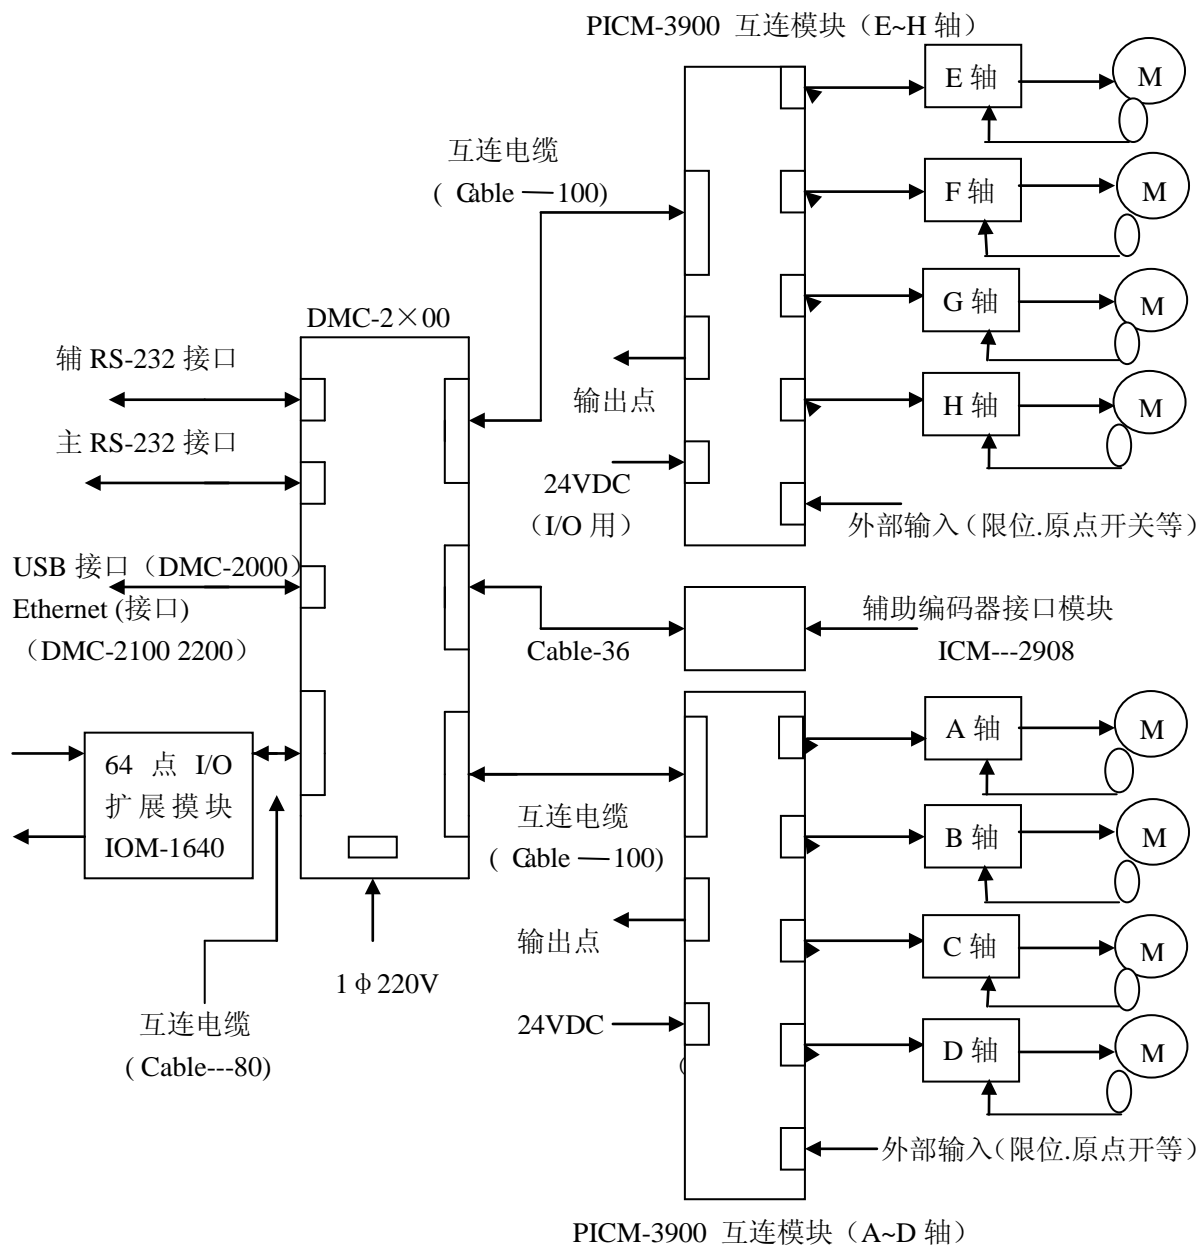 PICM-3900 互连模块（E~H 轴）
E 轴
M
互连电缆
( Cable — 100)
F 轴
M
G 轴
M
DMC-2×00
辅 RS-232 接口
输出点
H 轴
M
主 RS-232 接口
24VDC
（I/O 用）
外部输入（限位.原点开关等）
USB 接口（DMC-2000）
Ethernet (接口)
（DMC-2100 2200）
辅助编码器接口模块
Cable-36
ICM---2908
A 轴
M
64 点 I/O
扩展摸块
IOM-1640
互连电缆
( Cable — 100)
B 轴
M
输出点
C 轴
M
1φ220V
互连电缆
( Cable---80)
24VDC
（
D 轴
M
外部输入（限位.原点开等）
PICM-3900 互连模块（A~D 轴）